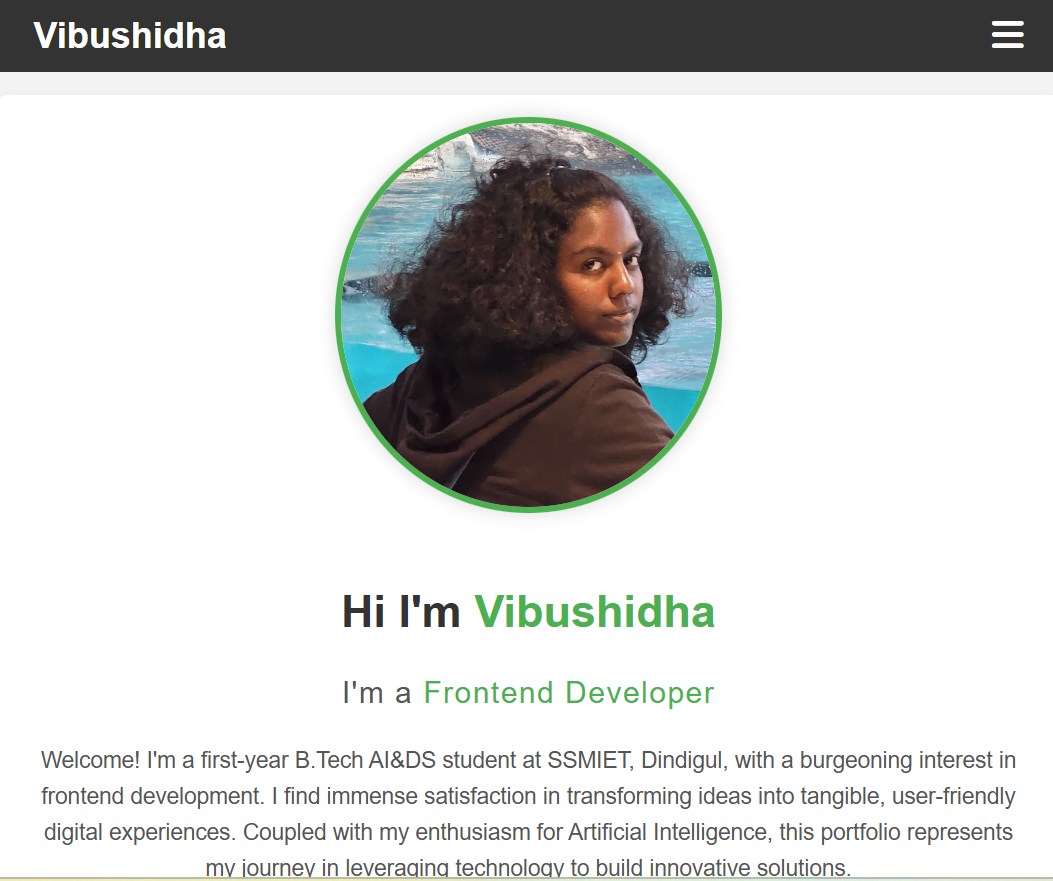 Vibushidha
Hi I'm Vibushidha
I'm a Frontend Developer
Welcome! I'm a first-year B.Tech AI&DS student at SSMIET, Dindigul, with a burgeoning interest in
frontend development. I find immense satisfaction in transforming ideas into tangible, user-friendly
digital experiences. Coupled with my enthusiasm for Artificial Intelligence, this portfolio represents
my journey in leveraging technology to build innovative solutions.